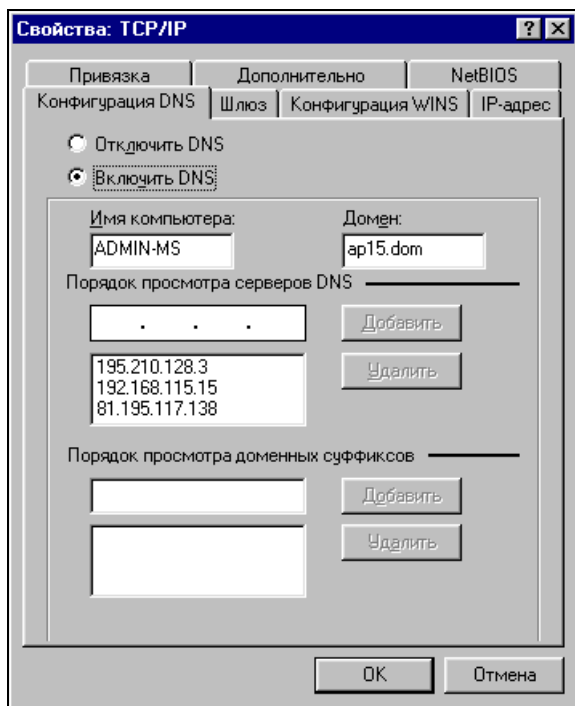 Свойства: TCP/IP
Привязка Дополнительно NetBIOS
Конфигурация DNS Шлюз Конфигурация WINS IP-адрес
Отключить DNS
Включить DNS
Имя компьютера: Домен:
ADMIN-MS ap15.dom
Порядок просмотра серверов DNS
. . . Добавить
195.210.128.3 Удалить
192.168.115.15
81.195.117.138
Порядок просмотра доменных суффиксов
Добавить
Удалить
OK Отмена